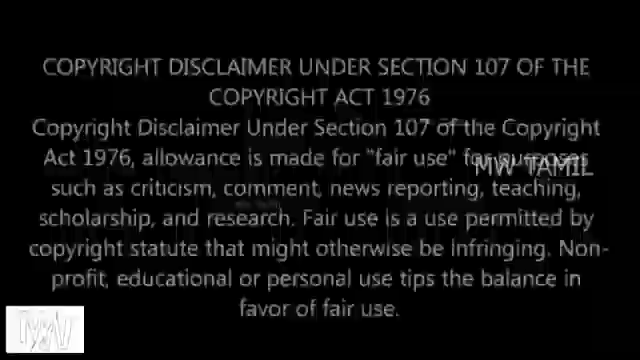 COPYRIGHT DISCLAIMER UNDER SECTION 107 OF THE
COPYRIGHT ACT 1976
Copyright Disclaimer Under Section 107 of the Copyright
Act 1976, allowance is made for "fair use" for purposes
MW TAMIL
such as criticism, comment, news reporting, teaching,
scholarship, and research. Fair use is a use permitted by
copyright statute that might otherwise be infringing. Non-
profit, educational or personal use tips the balance in
favor of fair use.